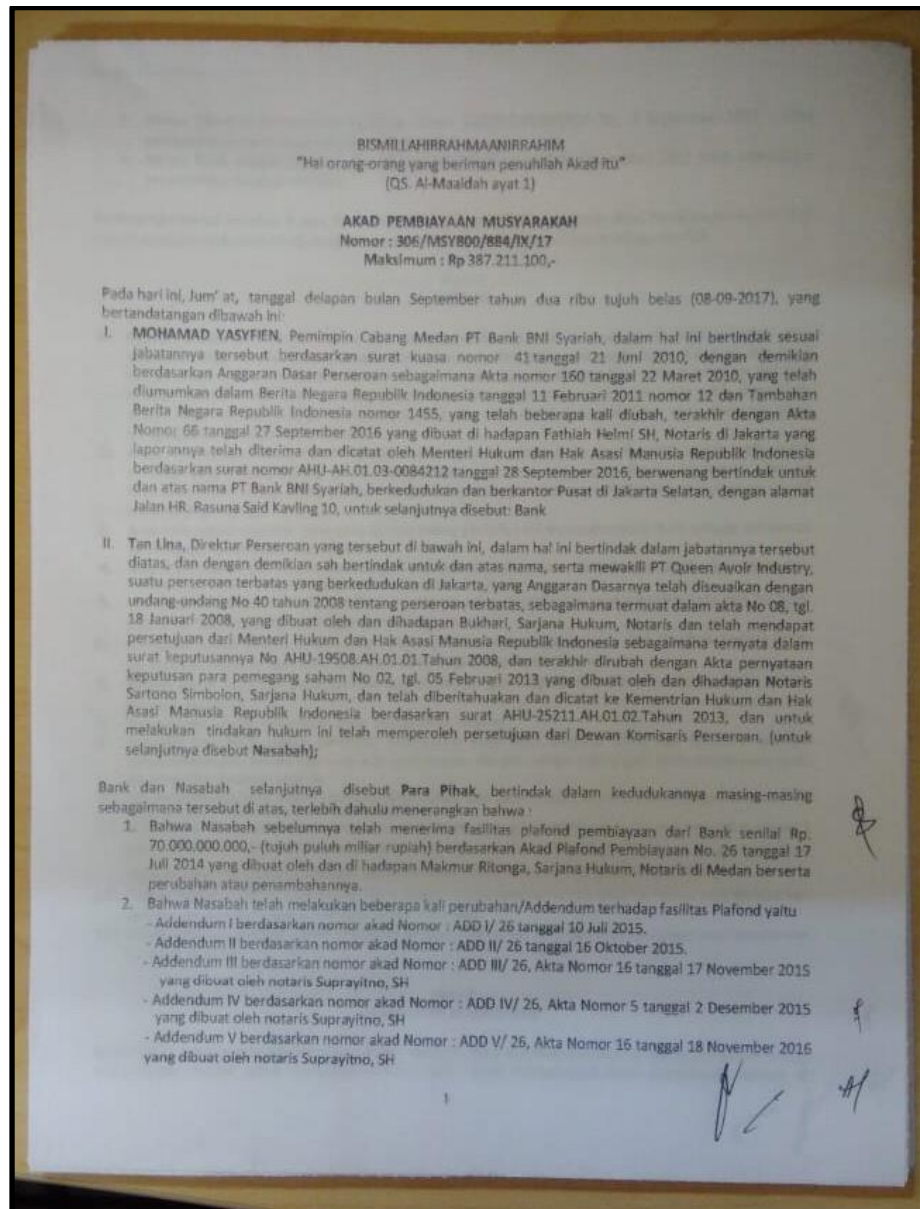 BISMILLAHIRRAHMAANIRRAHIM
"Hai orang-orang yang beriman penuhilah Akad itu"
(QS. Al-Maaidah ayat 1)
AKAD PEMBIAYAAN MUSYARAKAH
Nomor : 306/MSY800/884/IX/17
Maksimum : Rp 387.211.100,-
Pada hari ini, Jum' at, tanggal delapan bulan September tahun dua ribu tujuh belas (08-09-2017), yang
bertandatangan dibawah ini:
I. MOHAMAD YASYFIEN, Pemimpin Cabang Medan PT Bank BNI Syariah, dalam hal ini bertindak sesuai
jabatannya tersebut berdasarkan surat kuasa nomor 41 tanggal 21 Juni 2010, dengan demikian
berdasarkan Anggaran Dasar Perseroan sebagaimana Akta nomor 160 tanggal 22 Maret 2010, yang telah
diumumkan dalam Berita Negara Republik Indonesia tanggal 11 Februari 2011 nomor 12 dan Tambahan
Berita Negara Republik Indonesia nomor 1455, yang telah beberapa kali diubah, terakhir dengan Akta
Nomor 66 tanggal 27 September 2016 yang dibuat di hadapan Fathiah Helmi SH, Notaris di Jakarta yang
laporannya telah diterima dan dicatat oleh Menteri Hukum dan Hak Asasi Manusia Republik Indonesia
berdasarkan surat nomor AHU-AH.01.03-0084212 tanggal 28 September 2016, berwenang bertindak untuk
dan atas nama PT Bank BNI Syariah, berkedudukan dan berkantor Pusat di Jakarta Selatan, dengan alamat
Jalan HR. Rasuna Said Kavling 10, untuk selanjutnya disebut: Bank
II. Tan Lina, Direktur Perseroan yang tersebut di bawah ini, dalam hal ini bertindak dalam jabatannya tersebut
diatas, dan dengan demikian sah bertindak untuk dan atas nama, serta mewakili PT Queen Avoir Industry,
suatu perseroan terbatas yang berkedudukan di Jakarta, yang Anggaran Dasarnya telah diseuaikan dengan
undang-undang No 40 tahun 2008 tentang perseroan terbatas, sebagaimana termuat dalam akta No 08, tgl.
18 Januari 2008, yang dibuat oleh dan dihadapan Bukhari, Sarjana Hukum, Notaris dan telah mendapat
persetujuan dari Menteri Hukum dan Hak Asasi Manusia Republik Indonesia sebagaimana ternyata dalam
surat keputusannya No AHU-19508.AH.01.01.Tahun 2008, dan terakhir dirubah dengan Akta pernyataan
keputusan para pemegang saham No 02, tgl. 05 Februari 2013 yang dibuat oleh dan dihadapan Notaris
Sartono Simbolon, Sarjana Hukum, dan telah diberitahuakan dan dicatat ke Kementrian Hukum dan Hak
Asasi Manusia Republik Indonesia berdasarkan surat AHU-25211.AH.01.02.Tahun 2013, dan untuk
melakukan tindakan hukum ini telah memperoleh persetujuan dari Dewan Komisaris Perseroan, (untuk
selanjutnya disebut Nasabah);
Bank dan Nasabah selanjutnya disebut Para Pihak, bertindak dalam kedudukannya masing-masing
sebagaimana tersebut di atas, terlebih dahulu menerangkan bahwa :
1. Bahwa Nasabah sebelumnya telah menerima fasilitas plafond pembiayaan dari Bank senilai Rp.
70.000.000.000,- (tujuh puluh miliar rupiah) berdasarkan Akad Plafond Pembiayaan No. 26 tanggal 17
Juli 2014 yang dibuat oleh dan di hadapan Makmur Ritonga, Sarjana Hukum, Notaris di Medan berserta
perubahan atau penambahannya.
2. Bahwa Nasabah telah melakukan beberapa kali perubahan/Addendum terhadap fasilitas Plafond yaitu
- Addendum I berdasarkan nomor akad Nomor : ADD I/ 26 tanggal 10 Juli 2015.
- Addendum II berdasarkan nomor akad Nomor : ADD II/ 26 tanggal 16 Oktober 2015.
- Addendum III berdasarkan nomor akad Nomor : ADD III/ 26, Akta Nomor 16 tanggal 17 November 2015
yang dibuat oleh notaris Suprayitno, SH
- Addendum IV berdasarkan nomor akad Nomor : ADD IV/ 26, Akta Nomor 5 tanggal 2 Desember 2015
yang dibuat oleh notaris Suprayitno, SH
- Addendum V berdasarkan nomor akad Nomor : ADD V/ 26, Akta Nomor 16 tanggal 18 November 2016
yang dibuat oleh notaris Suprayitno, SH
1